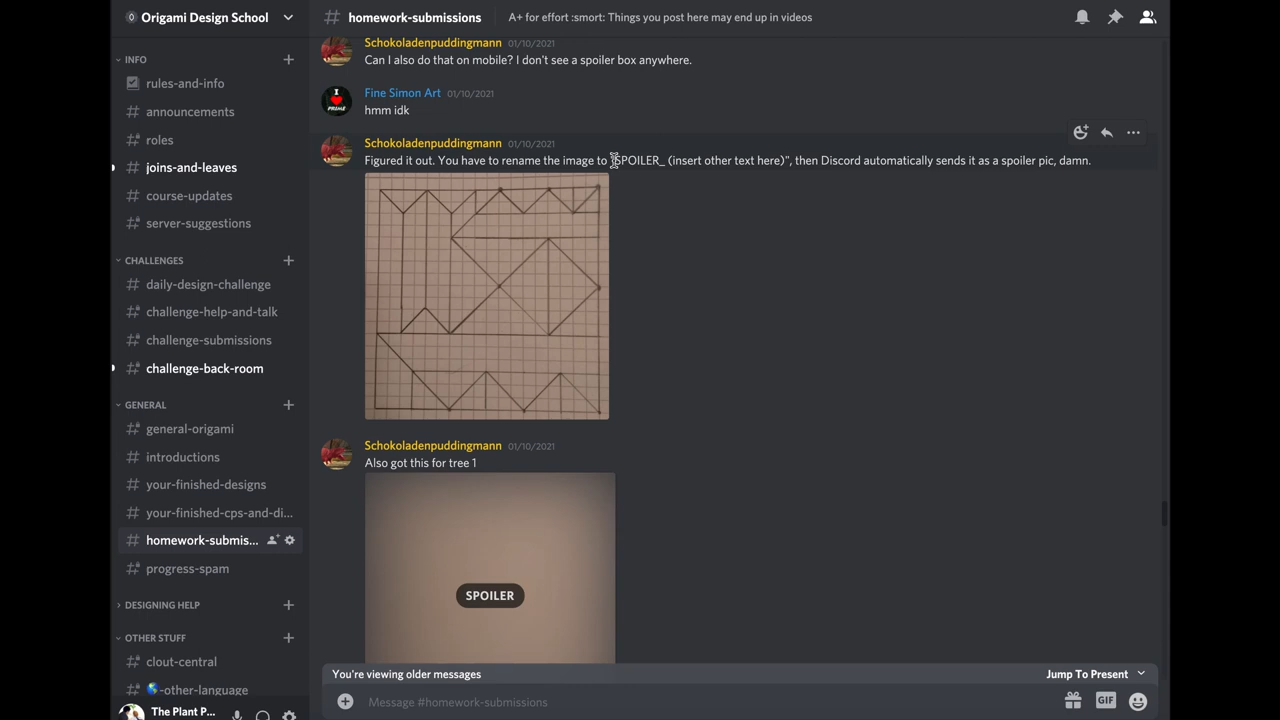 Origami Design School
homework-submissions
A+ for effort :smort: Things you post here may end up in videos
INFO
rules-and-info
announcements
roles
joins-and-leaves
course-updates
server-suggestions
CHALLENGES
daily-design-challenge
challenge-help-and-talk
challenge-submissions
challenge-back-room
GENERAL
general-origami
introductions
your-finished-designs
your-finished-cps-and-di...
homework-submis...
progress-spam
DESIGNING HELP
OTHER STUFF
clout-central
-other-language
The Plant P...
Schokoladenpuddingmann 01/10/2021
Can I also do that on mobile? I don't see a spoiler box anywhere.
I PRISMS
Fine Simon Art 01/10/2021
hmm idk
Schokoladenpuddingmann 01/10/2021
Figured it out. You have to rename the image to "SPOILER_ (insert other text here)", then Discord automatically sends it as a spoiler pic, damn.
Schokoladenpuddingmann 01/10/2021
Also got this for tree 1
SPOILER
You're viewing older messages
Jump To Present
Message #homework-submissions
GIF